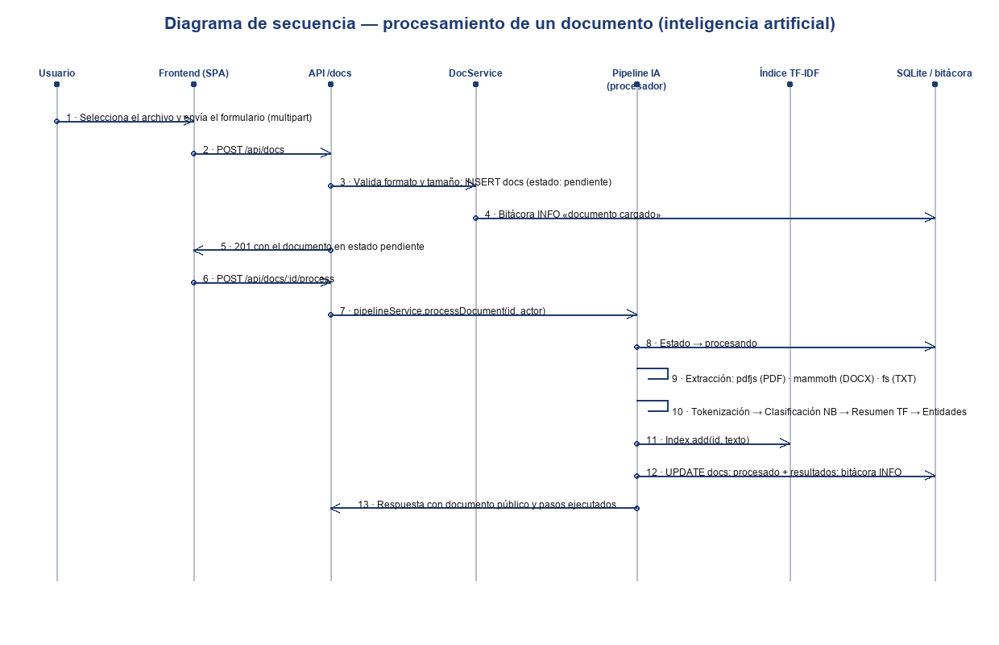 Diagrama de secuencia — procesamiento de un documento (inteligencia artificial)
Usuario
Frontend (SPA)
API /docs
DocService
Pipeline IA
(procesador)
Índice TF-IDF
SQLite / bitácora
1 · Selecciona el archivo y envía el formulario (multipart)
2 · POST /api/docs
3 · Valida formato y tamaño; INSERT docs (estado: pendiente)
4 · Bitácora INFO «documento cargado»
5 · 201 con el documento en estado pendiente
6 · POST /api/docs/:id/process
7 · pipelineService.processDocument(id, actor)
8 · Estado → procesando
9 · Extracción: pdfjs (PDF) · mammoth (DOCX) · fs (TXT)
10 · Tokenización → Clasificación NB → Resumen TF → Entidades
11 · Index.add(id, texto)
12 · UPDATE docs: procesado + resultados; bitácora INFO
13 · Respuesta con documento público y pasos ejecutados